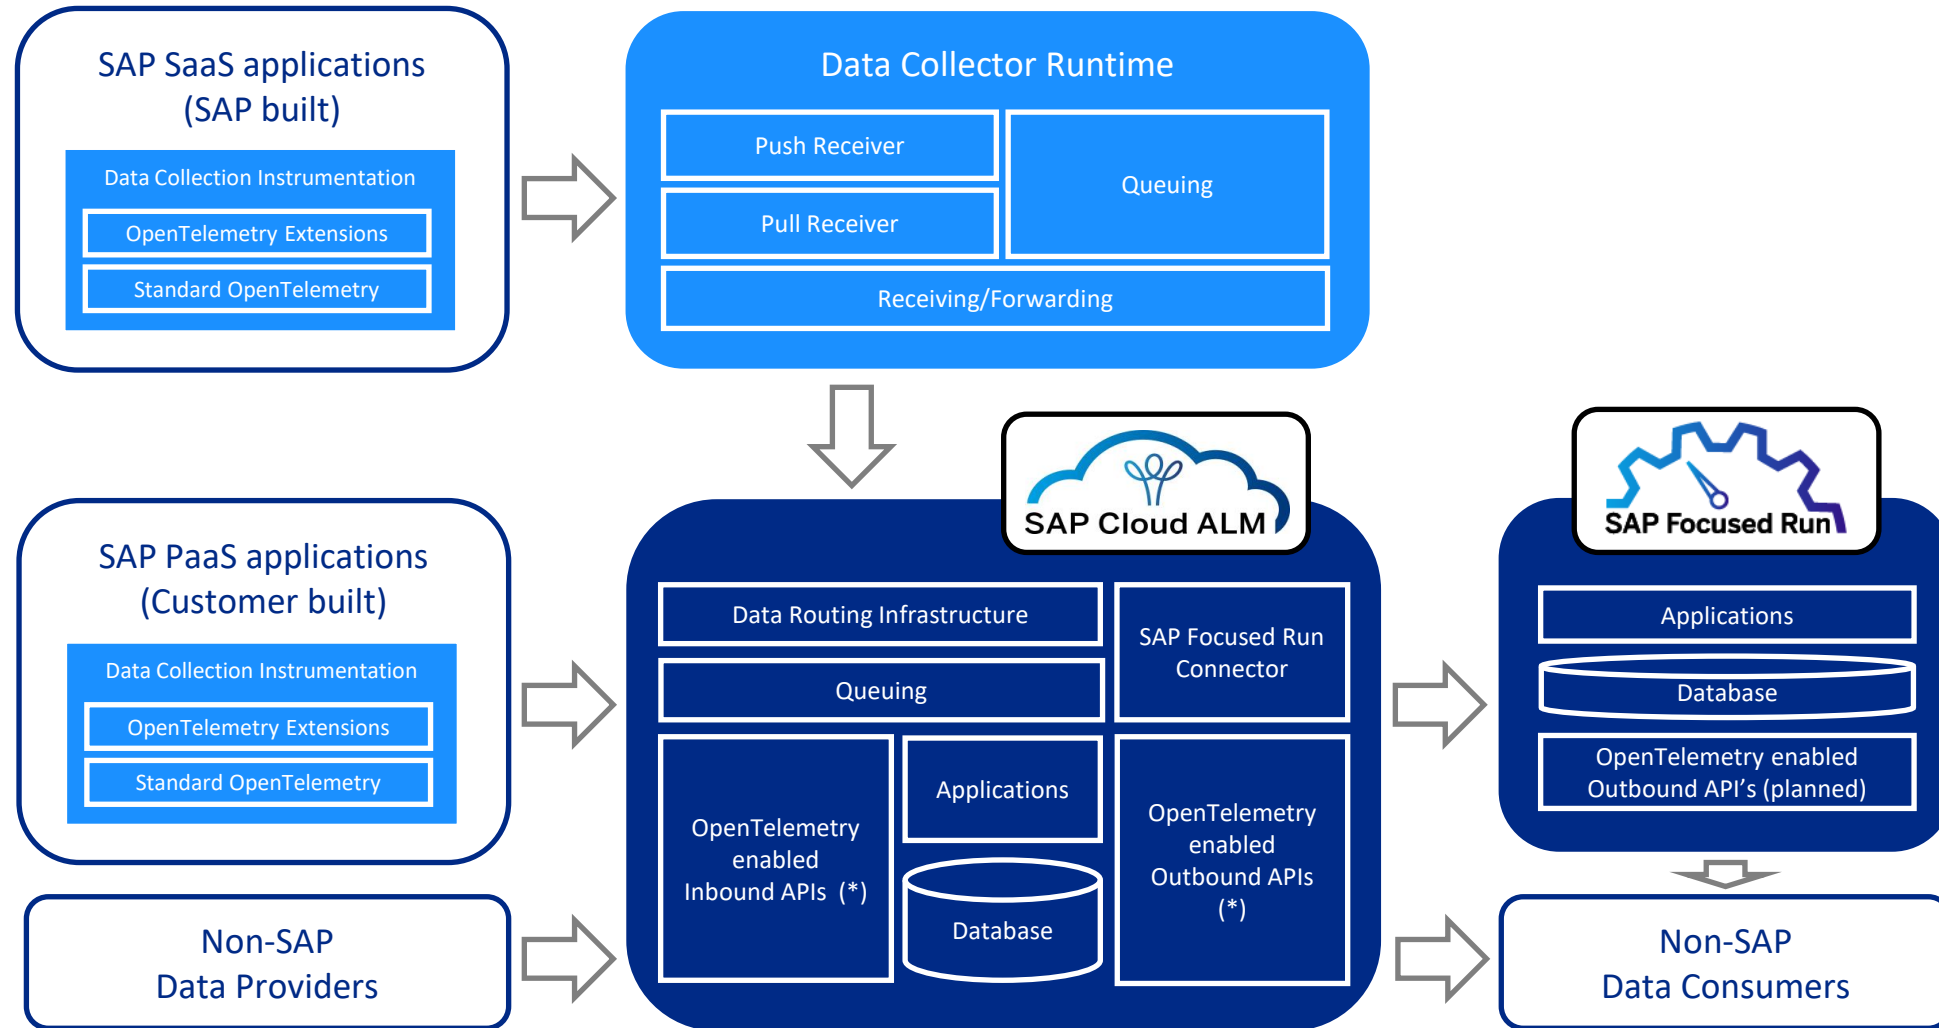 SAP SaaS applications
(SAP built)
Data Collection Instrumentation
OpenTelemetry Extensions
Standard OpenTelemetry
Data Collector Runtime
Push Receiver
Pull Receiver
Queuing
Receiving/Forwarding
SAP PaaS applications
(Customer built)
Data Collection Instrumentation
OpenTelemetry Extensions
Standard OpenTelemetry
Non-SAP
Data Providers
SAP Cloud ALM
Data Routing Infrastructure
Queuing
SAP Focused Run
Connector
OpenTelemetry
enabled
Inbound APIs (*)
Applications
Database
OpenTelemetry
enabled
Outbound APIs
(*)
SAP Focused Run
Applications
Database
OpenTelemetry enabled
Outbound API’s (planned)
Non-SAP
Data Consumers